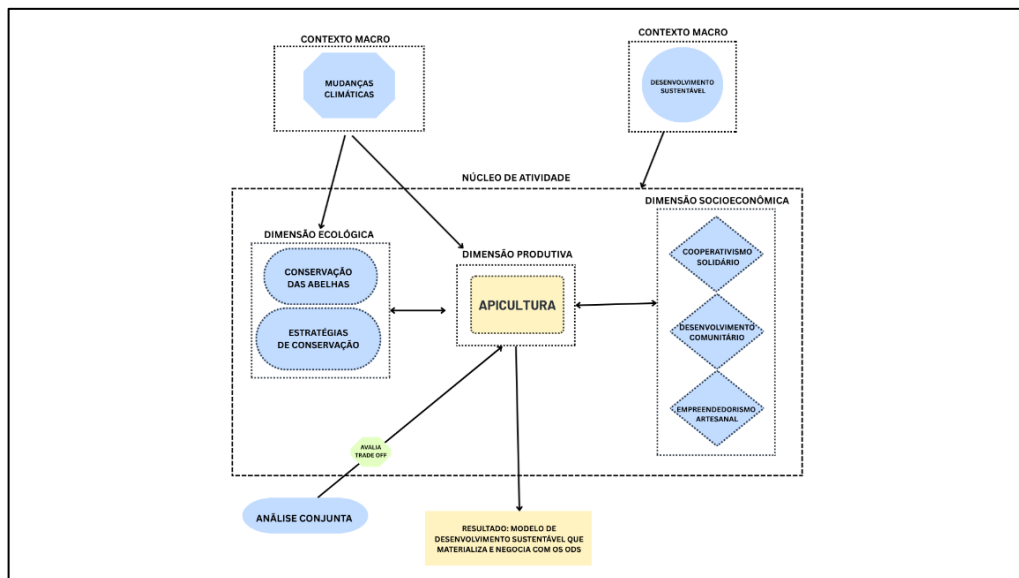 CONTEXTO MACRO
MUDANÇAS
CLIMÁTICAS
CONTEXTO MACRO
DESENVOLVIMENTO
SUSTENTÁVEL
NÚCLEO DE ATIVIDADE
DIMENSÃO ECOLÓGICA
CONSERVAÇÃO
DAS ABELHAS
ESTRATÉGIAS
DE CONSERVAÇÃO
DIMENSÃO PRODUTIVA
APICULTURA
DIMENSÃO SOCIOECONÔMICA
COOPERATIVISMO
SOLIDÁRIO
DESENVOLVIMENTO
COMUNITÁRIO
EMPREENDEDORISMO
ARTESANAL
AVALIA
TRADE OFF
ANÁLISE CONJUNTA
RESULTADO: MODELO DE
DESENVOLVIMENTO SUSTENTÁVEL QUE
MATERIALIZA E NEGOCIA COM OS ODS